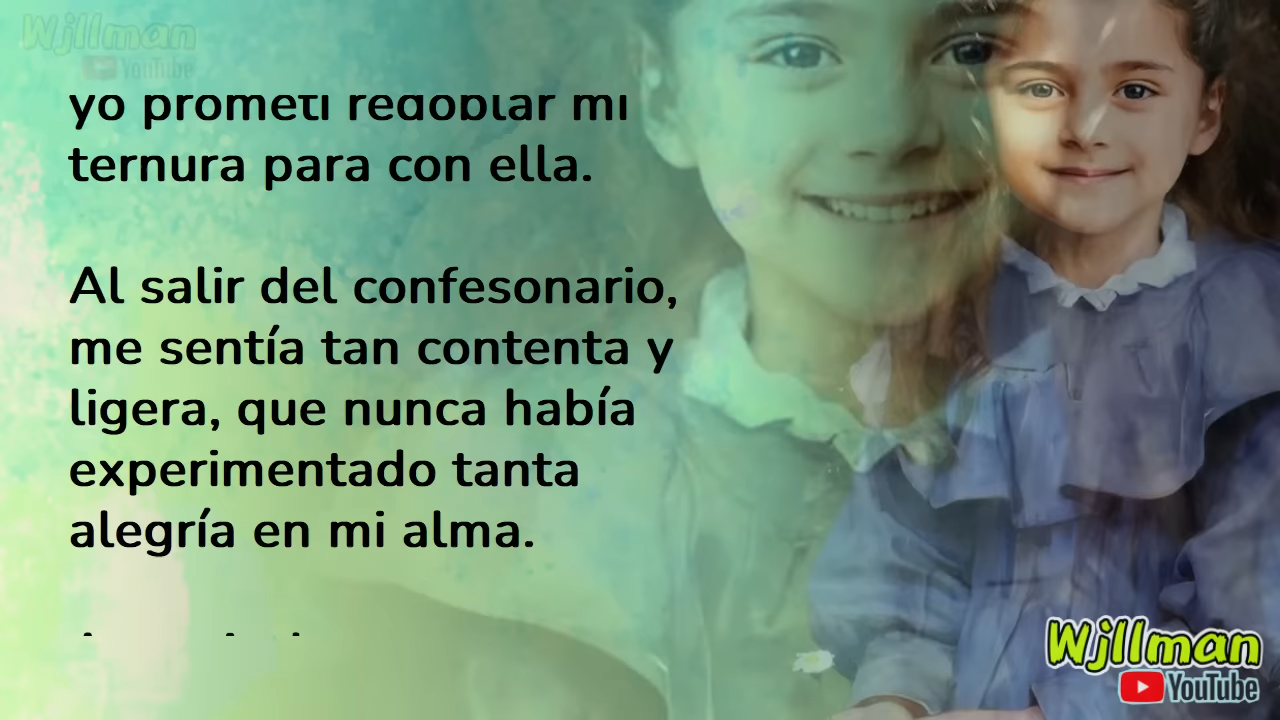 Wjllman
YouTube
yo prometí redoblar mi
ternura para con ella.
Al salir del confesonario,
me sentía tan contenta y
ligera, que nunca había
experimentado tanta
alegría en mi alma.
Wjllman
YouTube